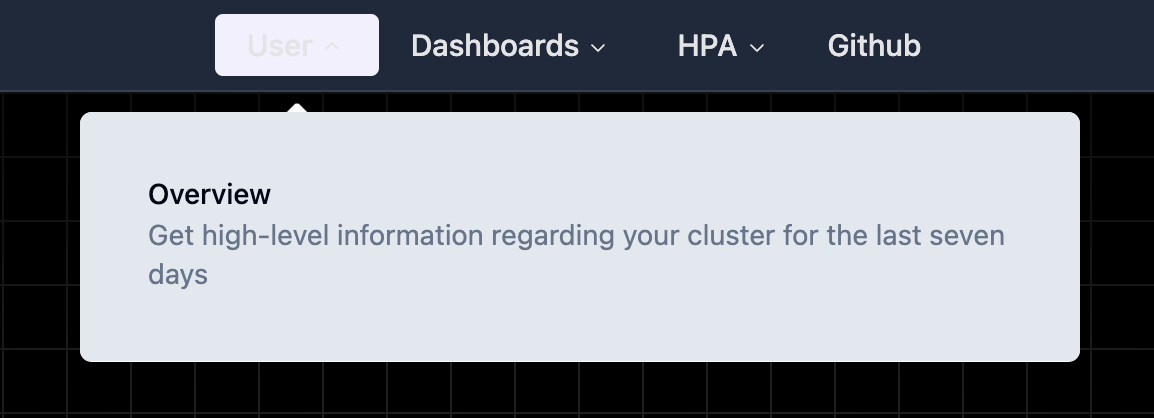 User Dashboards HPA Github
Overview
Get high-level information regarding your cluster for the last seven
days